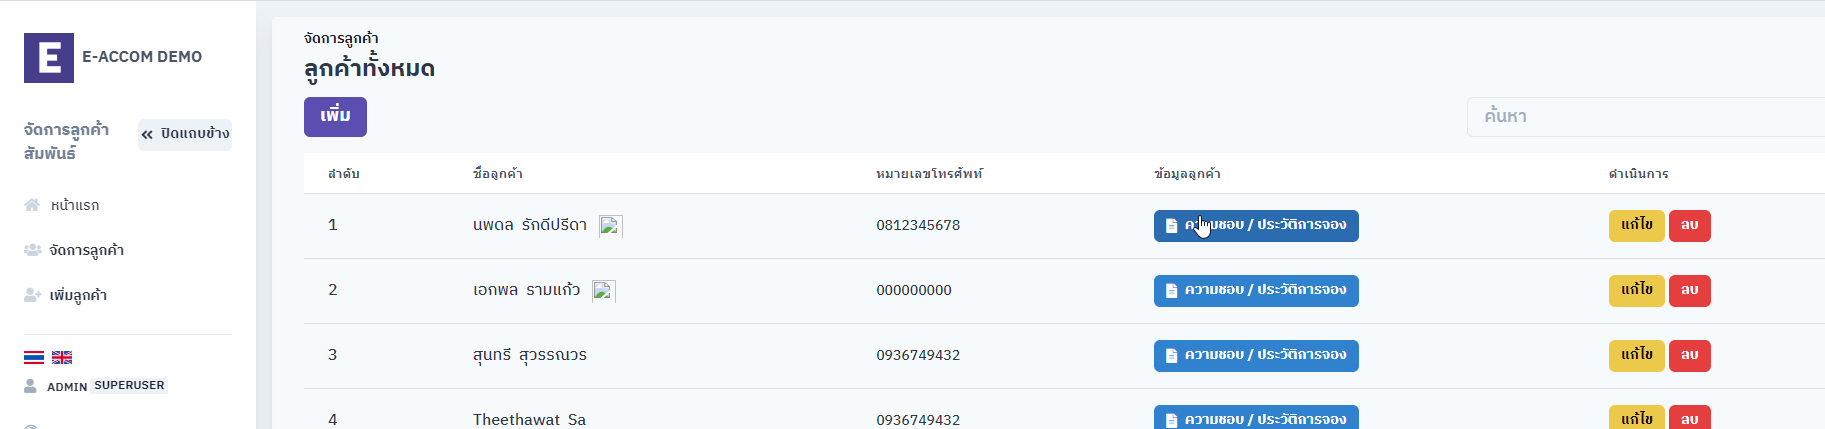 E
E-ACCOM DEMO
จัดการลูกค้า
สัมพันธ์
ปิดแถบข้าง
หน้าแรก
จัดการลูกค้า
เพิ่มลูกค้า
ADMIN SUPERUSER
จัดการลูกค้า
ลูกค้าทั้งหมด
เพิ่ม
ค้นหา
ลำดับ ชื่อลูกค้า หมายเลขโทรศัพท์ ข้อมูลลูกค้า ดำเนินการ
1 นพดล รักดีปรีดา 0812345678 ความชอบ / ประวัติการจอง แก้ไข ลบ
2 เอกพล รามแก้ว 000000000 ความชอบ / ประวัติการจอง แก้ไข ลบ
3 สุนทรี สุวรรณวร 0936749432 ความชอบ / ประวัติการจอง แก้ไข ลบ
4 Theethawat Sa 0936749432 ความชอบ / ประวัติการจอง แก้ไข ลบ